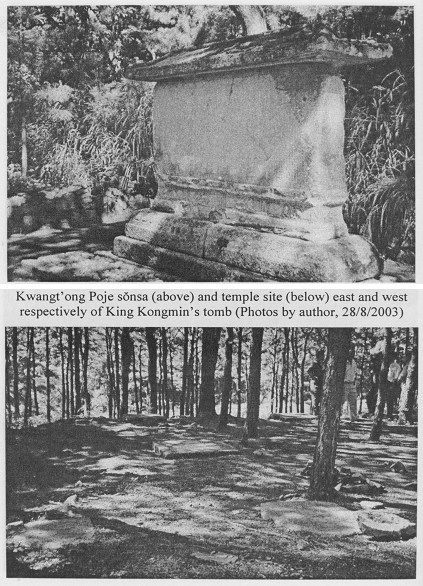 Kwangt'ong Poje sŏnsa (above) and temple site (below) east and west
respectively of King Kongmin's tomb (Photos by author, 28/8/2003)